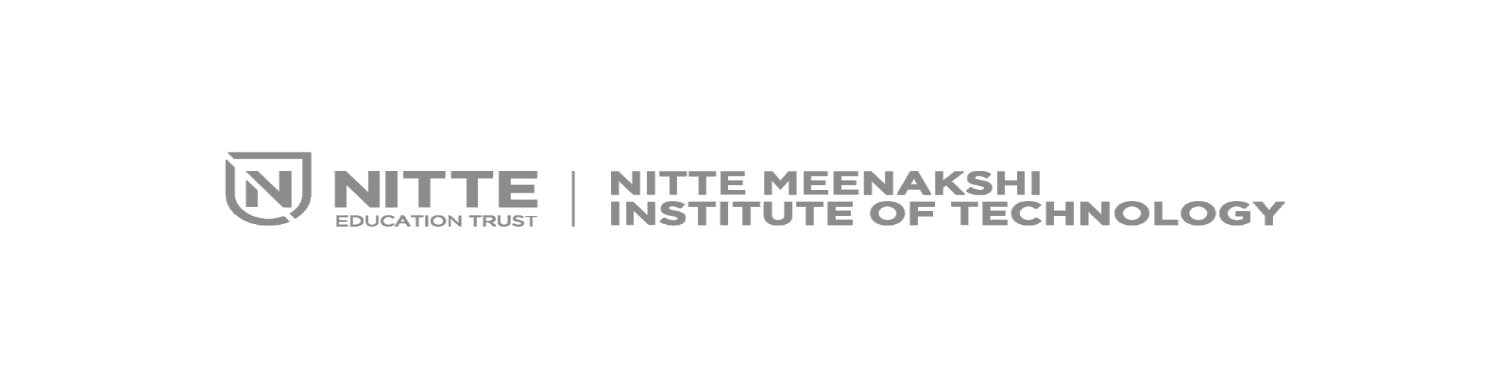 N NITTE
EDUCATION TRUST
NITTE MEENAKSHI
INSTITUTE OF TECHNOLOGY